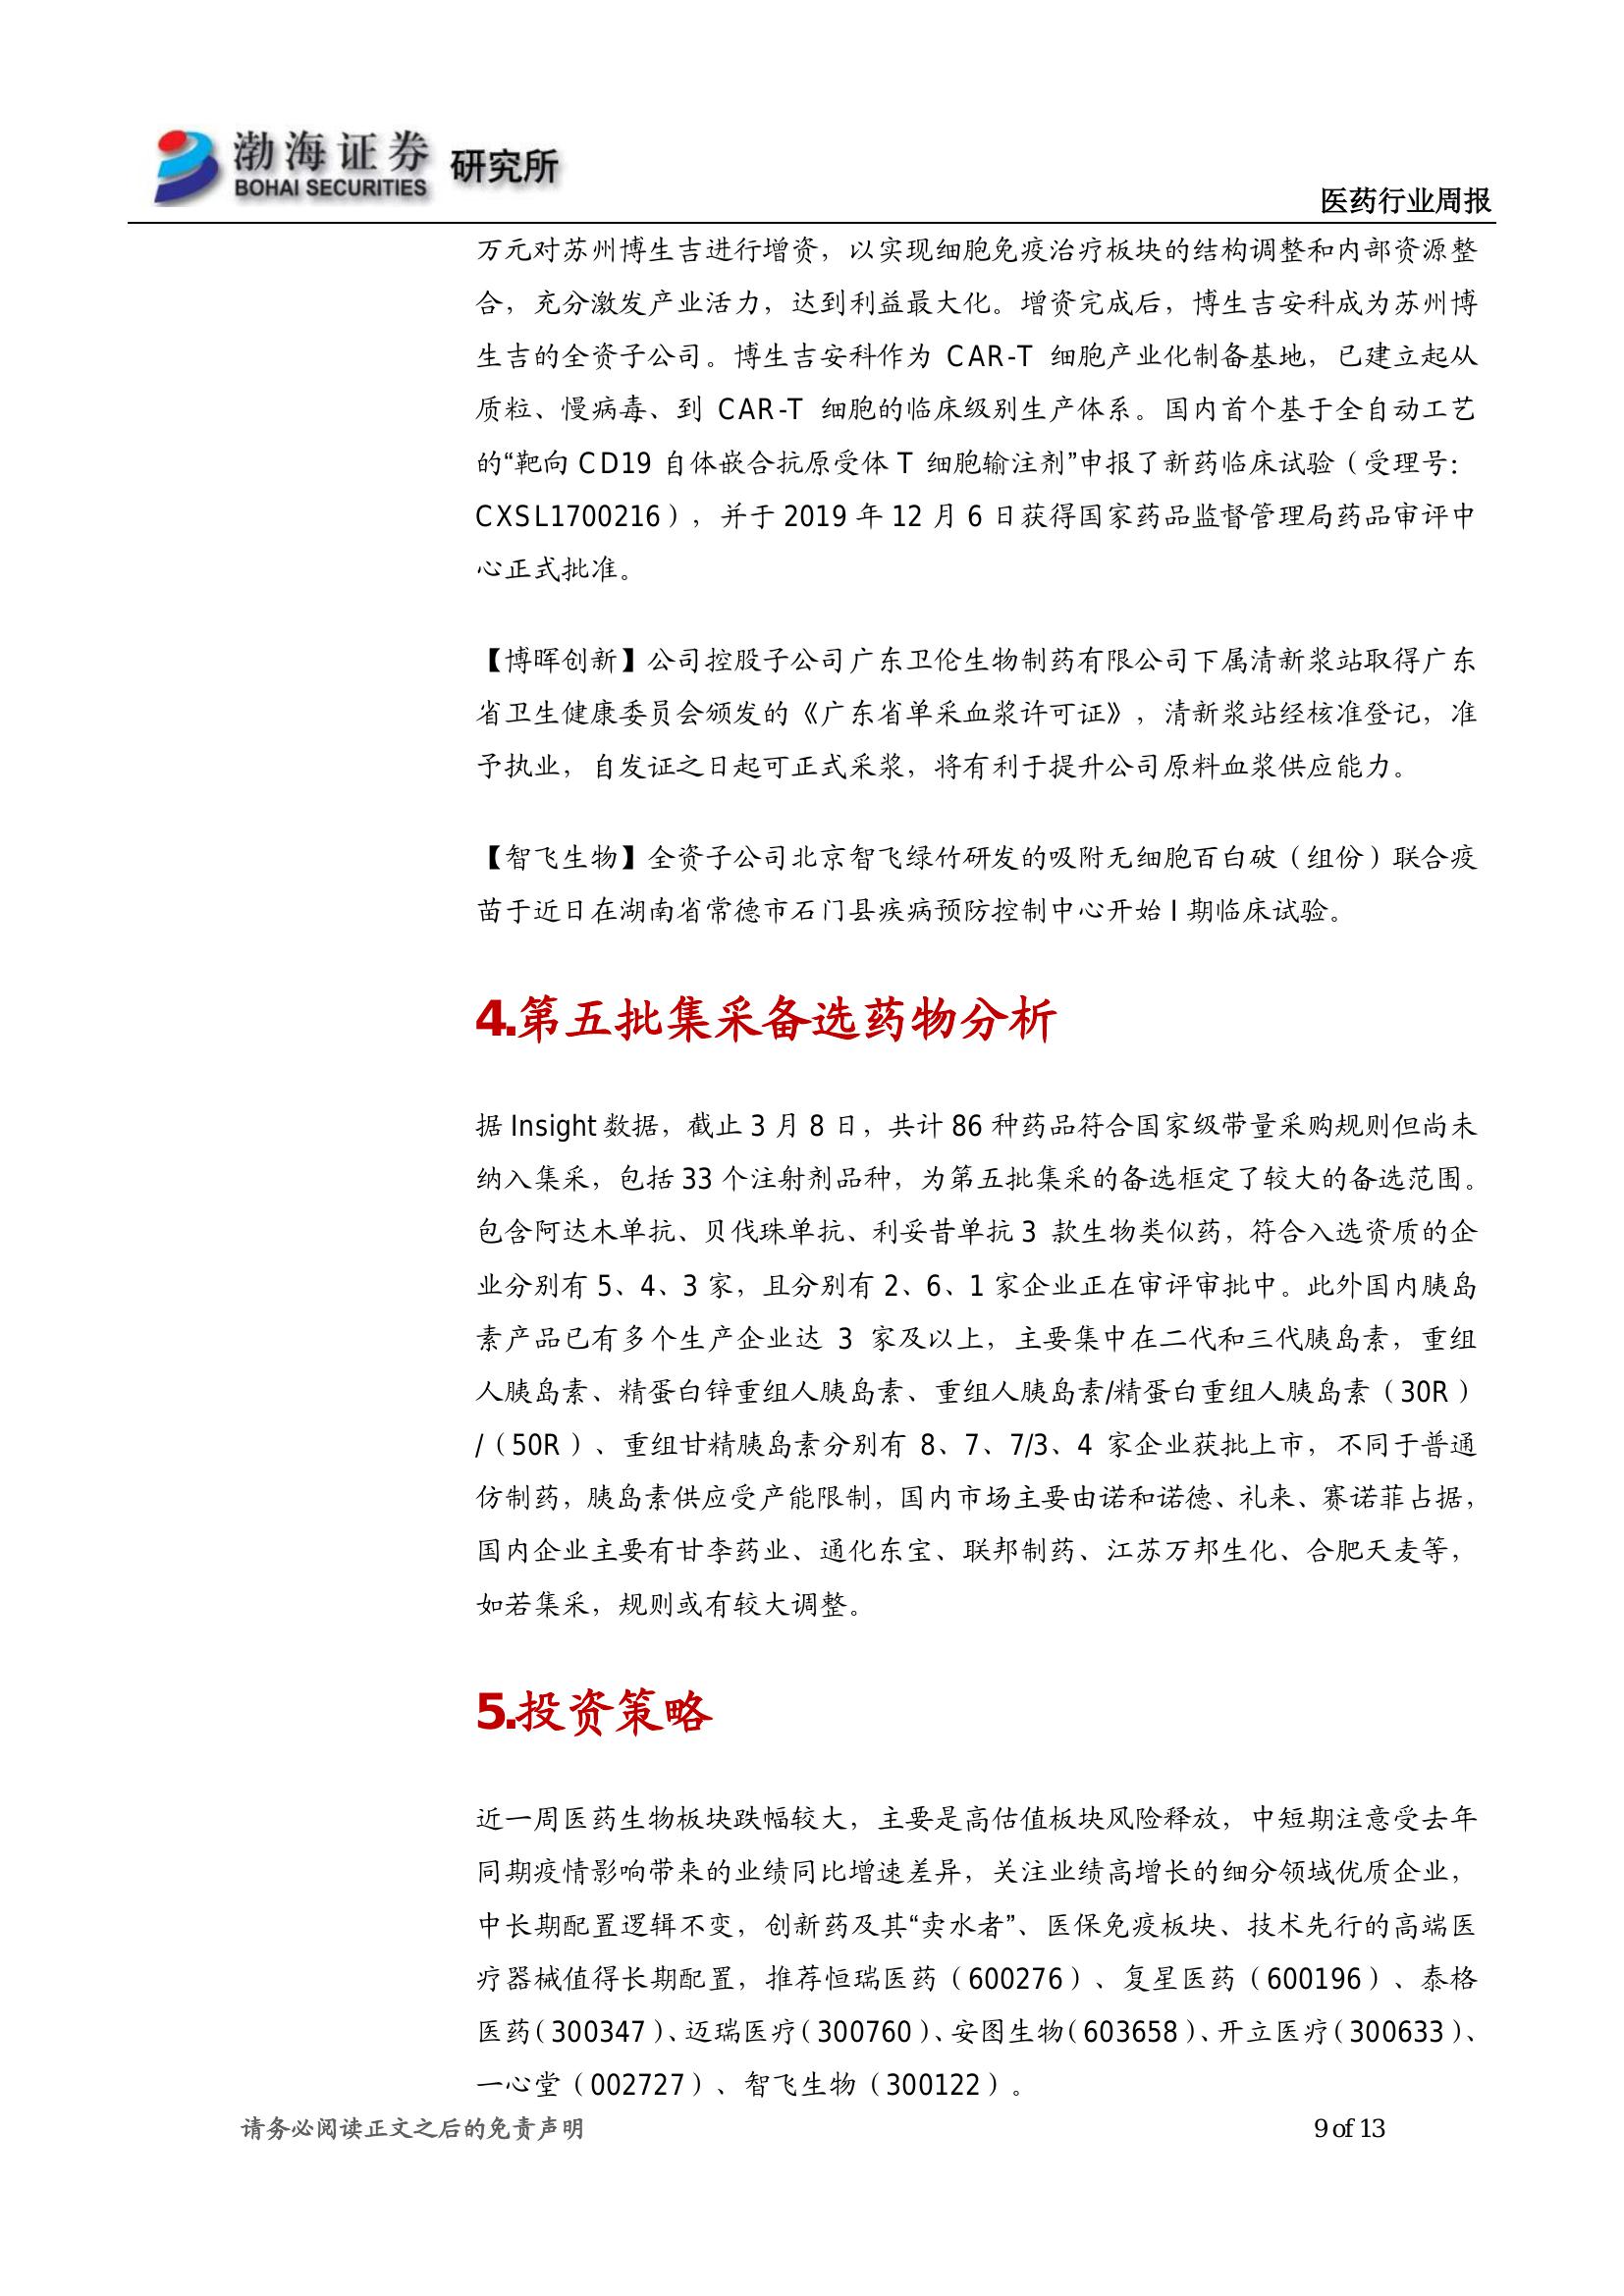 渤海证券 研究所
BOHAI SECURITIES
医药行业周报
万元对苏州博生吉进行增资，以实现细胞免疫治疗板块的结构调整和内部资源整
合，充分激发产业活力，达到利益最大化。增资完成后，博生吉安科成为苏州博
生吉的全资子公司。博生吉安科作为 CAR-T 细胞产业化制备基地，已建立起从
质粒、慢病毒、到 CAR-T 细胞的临床级别生产体系。国内首个基于全自动工艺
的“靶向 CD19 自体嵌合抗原受体 T 细胞输注剂”申报了新药临床试验（受理号：
CXSL1700216），并于 2019 年 12 月 6 日获得国家药品监督管理局药品审评中
心正式批准。
【博晖创新】公司控股子公司广东卫伦生物制药有限公司下属清新浆站取得广东
省卫生健康委员会颁发的《广东省单采血浆许可证》，清新浆站经核准登记，准
予执业，自发证之日起可正式采浆，将有利于提升公司原料血浆供应能力。
【智飞生物】全资子公司北京智飞绿竹研发的吸附无细胞百白破（组份）联合疫
苗于近日在湖南省常德市石门县疾病预防控制中心开始 I 期临床试验。
4.第五批集采备选药物分析
据 Insight 数据，截止 3 月 8 日，共计 86 种药品符合国家级带量采购规则但尚未
纳入集采，包括 33 个注射剂品种，为第五批集采的备选框定了较大的备选范围。
包含阿达木单抗、贝伐珠单抗、利妥昔单抗 3 款生物类似药，符合入选资质的企
业分别有 5、4、3 家，且分别有 2、6、1 家企业正在审评审批中。此外国内胰岛
素产品已有多个生产企业达 3 家及以上，主要集中在二代和三代胰岛素，重组
人胰岛素、精蛋白锌重组人胰岛素、重组人胰岛素/精蛋白重组人胰岛素（30R）
/（50R）、重组甘精胰岛素分别有 8、7、7/3、4 家企业获批上市，不同于普通
仿制药，胰岛素供应受产能限制，国内市场主要由诺和诺德、礼来、赛诺菲占据，
国内企业主要有甘李药业、通化东宝、联邦制药、江苏万邦生化、合肥天麦等，
如若集采，规则或有较大调整。
5.投资策略
近一周医药生物板块跌幅较大，主要是高估值板块风险释放，中短期注意受去年
同期疫情影响带来的业绩同比增速差异，关注业绩高增长的细分领域优质企业，
中长期配置逻辑不变，创新药及其“卖水者”、医保免疫板块、技术先行的高端医
疗器械值得长期配置，推荐恒瑞医药（600276）、复星医药（600196）、泰格
医药（300347）、迈瑞医疗（300760）、安图生物（603658）、开立医疗（300633）、
一心堂（002727）、智飞生物（300122）。
请务必阅读正文之后的免责声明
9 of 13